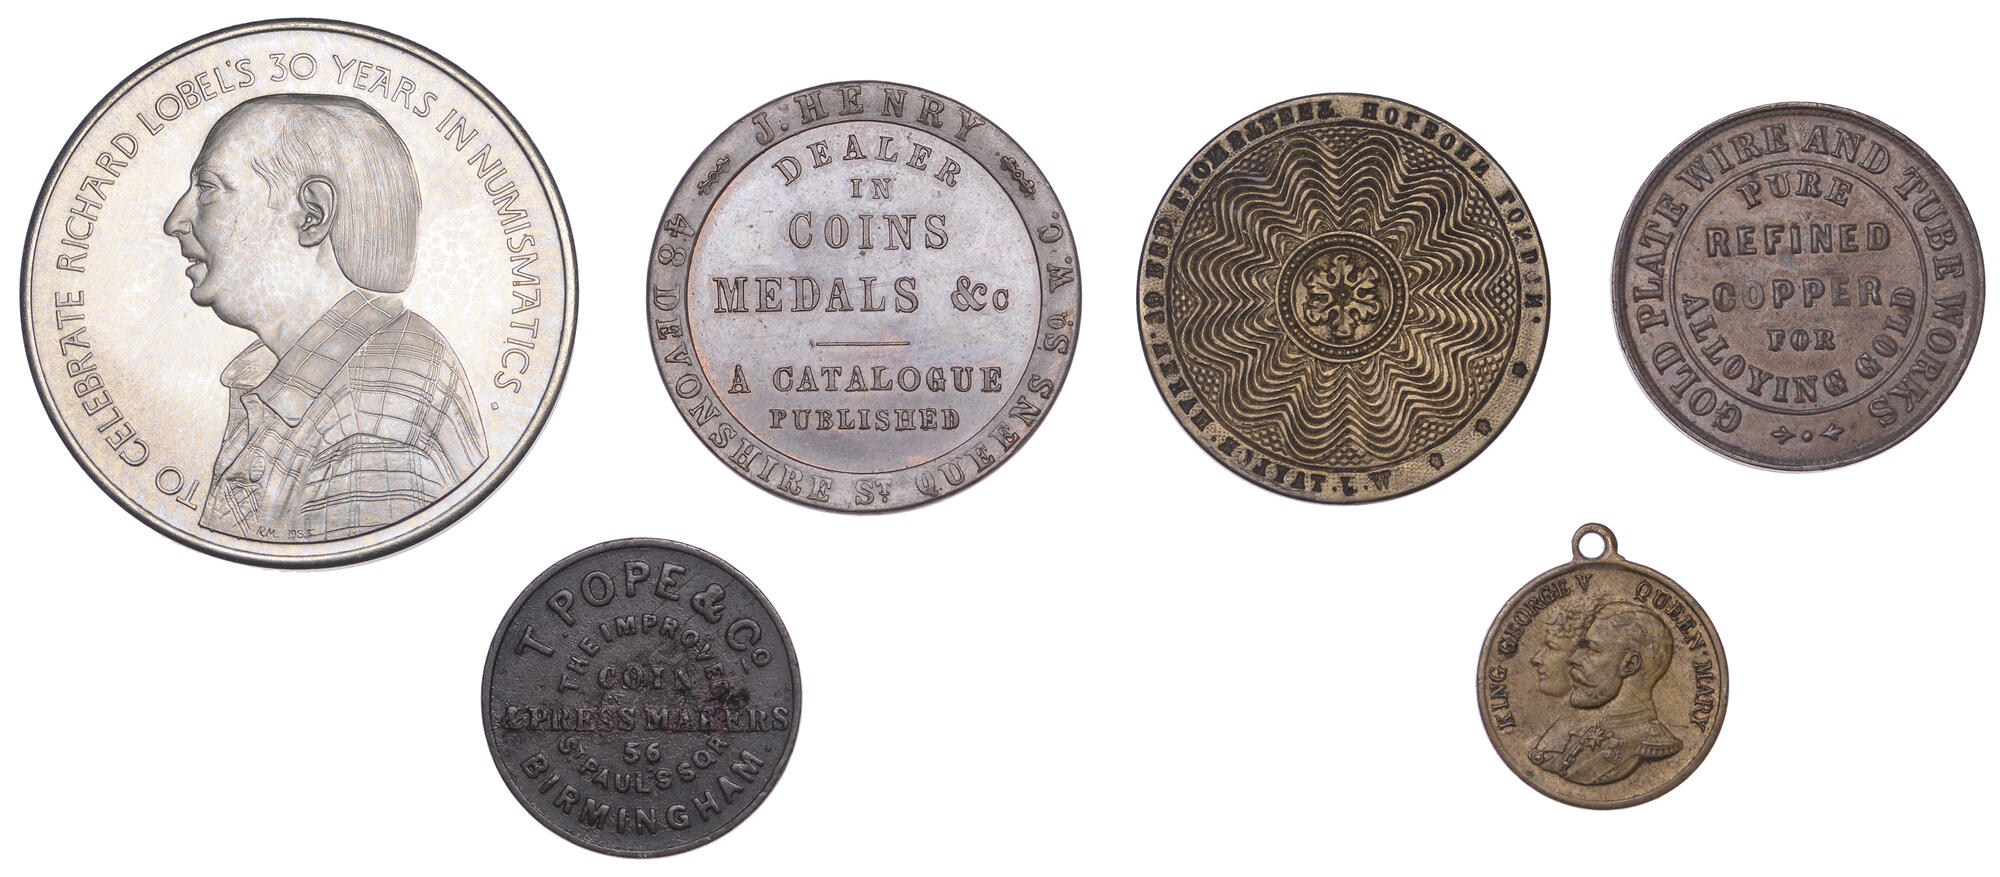 TO CELEBRATE RICHARD LOBEL'S 30 YEARS IN NUMISMATICS.
RM 1985
J. HENRY
48 DEVONSHIRE ST QUEENS SQ. W.C.
DEALER
IN
COINS
MEDALS &c
A CATALOGUE
PUBLISHED
GOLD PLATE WIRE AND TUBE WORKS
PURE
REFINED
COPPER
FOR
ALLOYING GOLD
T. POPE & Co
THE IMPROVED
COIN
& PRESS MAKERS
56
ST PAUL'S SQR
BIRMINGHAM.
KING GEORGE V QUEEN MARY